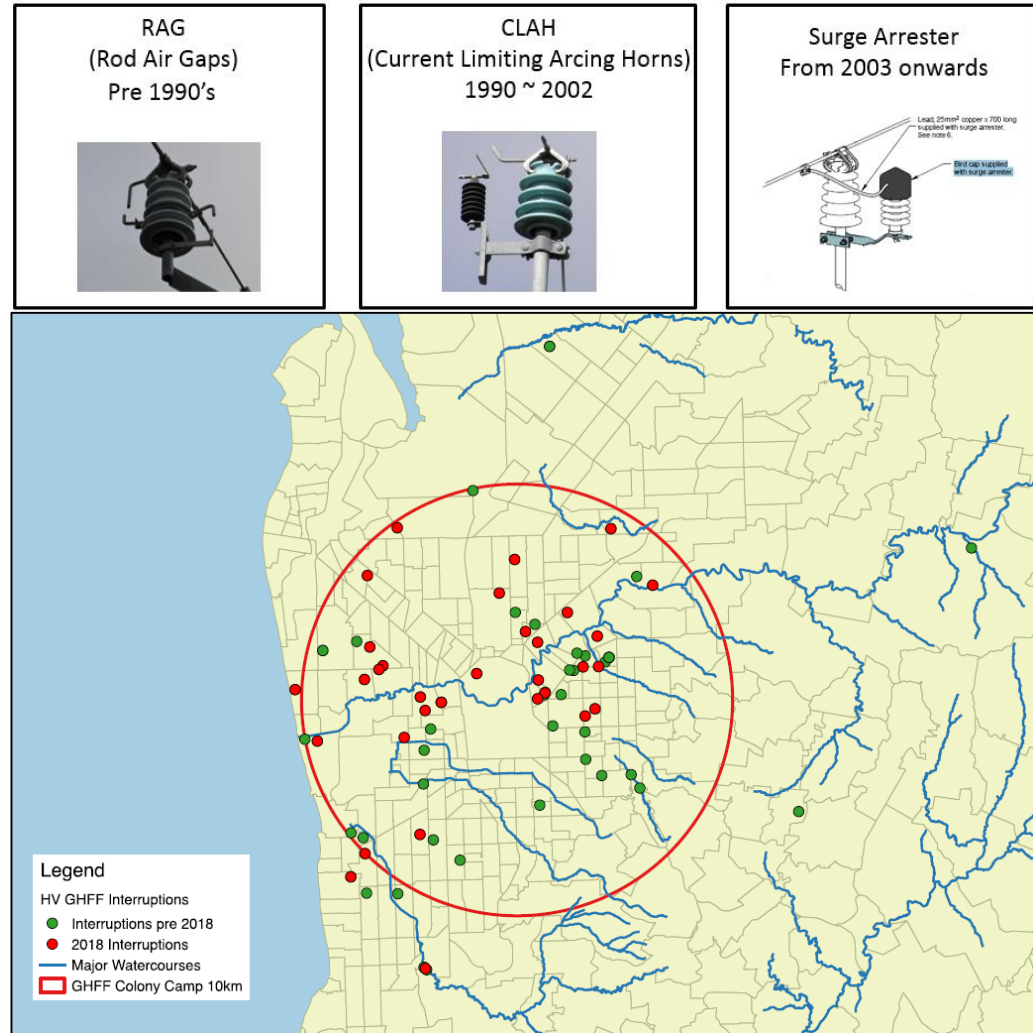 RAG
(Rod Air Gaps)
Pre 1990's
CLAH
(Current Limiting Arcing Horns)
1990 ~ 2002
Surge Arrester
From 2003 onwards
Lead, 25mm² copper x 700 long
supplied with surge arrester.
See note 6.
Bird cap supplied
with surge arrester.
Legend
HV GHFF Interruptions
Interruptions pre 2018
2018 Interruptions
Major Watercourses
GHFF Colony Camp 10km